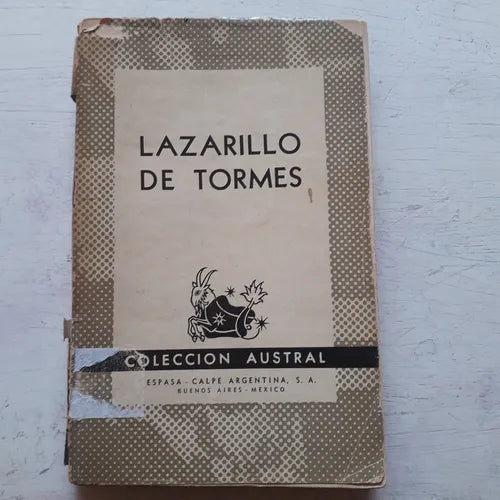 LAZARILLO
DE TORMES
COLECCION AUSTRAL
ESPASA - CALPE ARGENTINA, S. A.
BUENOS AIRES - MEXICO